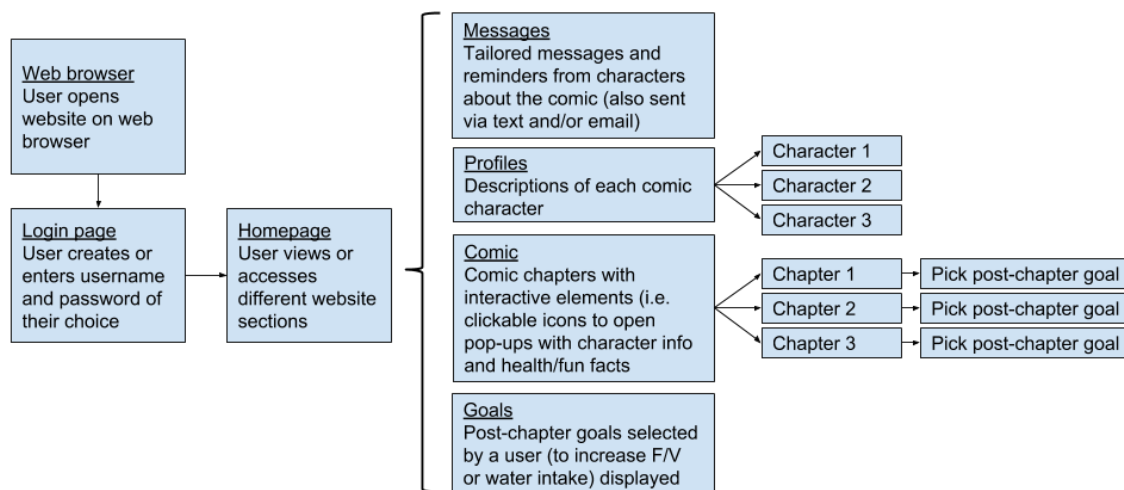 Web browser
User opens
website on web
browser
Login page
User creates or
enters username
and password of
their choice
Homepage
User views or
accesses
different website
sections
Messages
Tailored messages and
reminders from characters
about the comic (also sent
via text and/or email)
Profiles
Descriptions of each comic
character
Character 1
Character 2
Character 3
Comic
Comic chapters with
interactive elements (i.e.
clickable icons to open
pop-ups with character info
and health/fun facts
Chapter 1
Pick post-chapter goal
Chapter 2
Pick post-chapter goal
Chapter 3
Pick post-chapter goal
Goals
Post-chapter goals selected
by a user (to increase F/V
or water intake) displayed